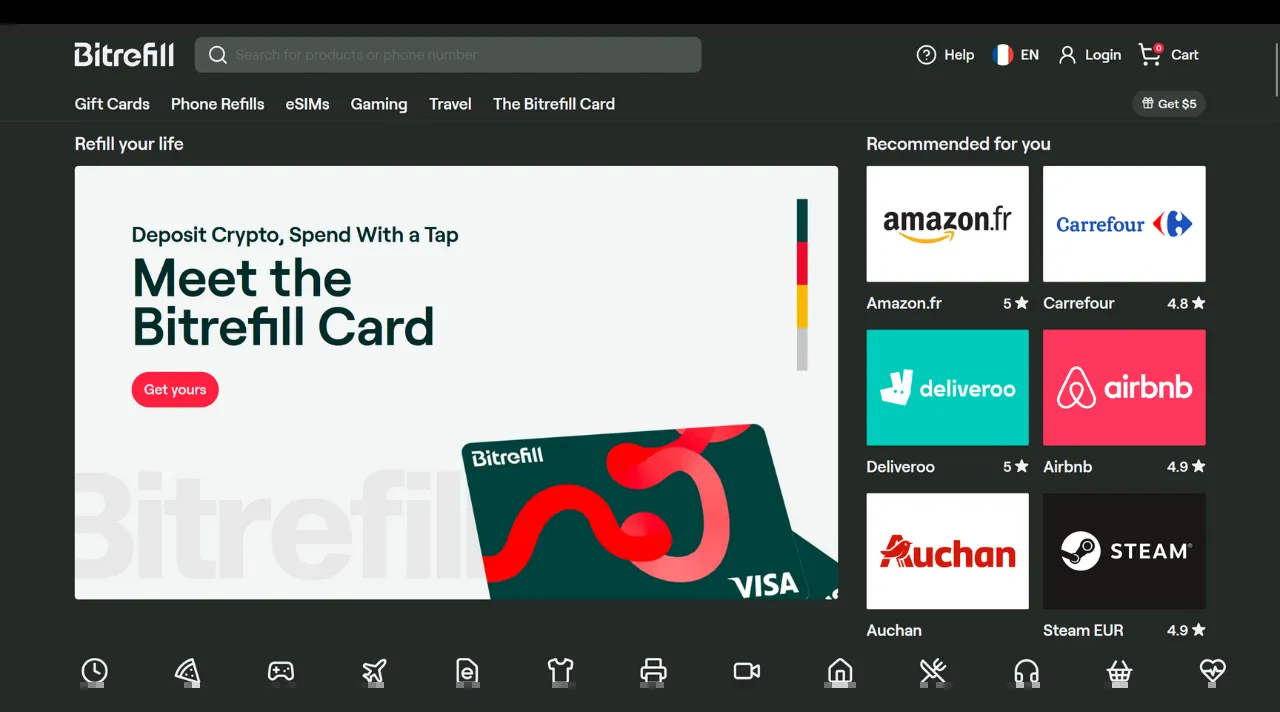 Bitrefill
Search for products or phone number
Help
EN
Login
0
Cart
Gift Cards
Phone Refills
eSIMs
Gaming
Travel
The Bitrefill Card
Get $5
Refill your life
Deposit Crypto, Spend With a Tap
Meet the
Bitrefill Card
Get yours
Bitrefill
Bitrefill
VISA
Recommended for you
amazon.fr
Carrefour
Amazon.fr 5
Carrefour 4.8
deliveroo
airbnb
Deliveroo 5
Airbnb 4.9
Auchan
STEAM
Auchan
Steam EUR 4.9